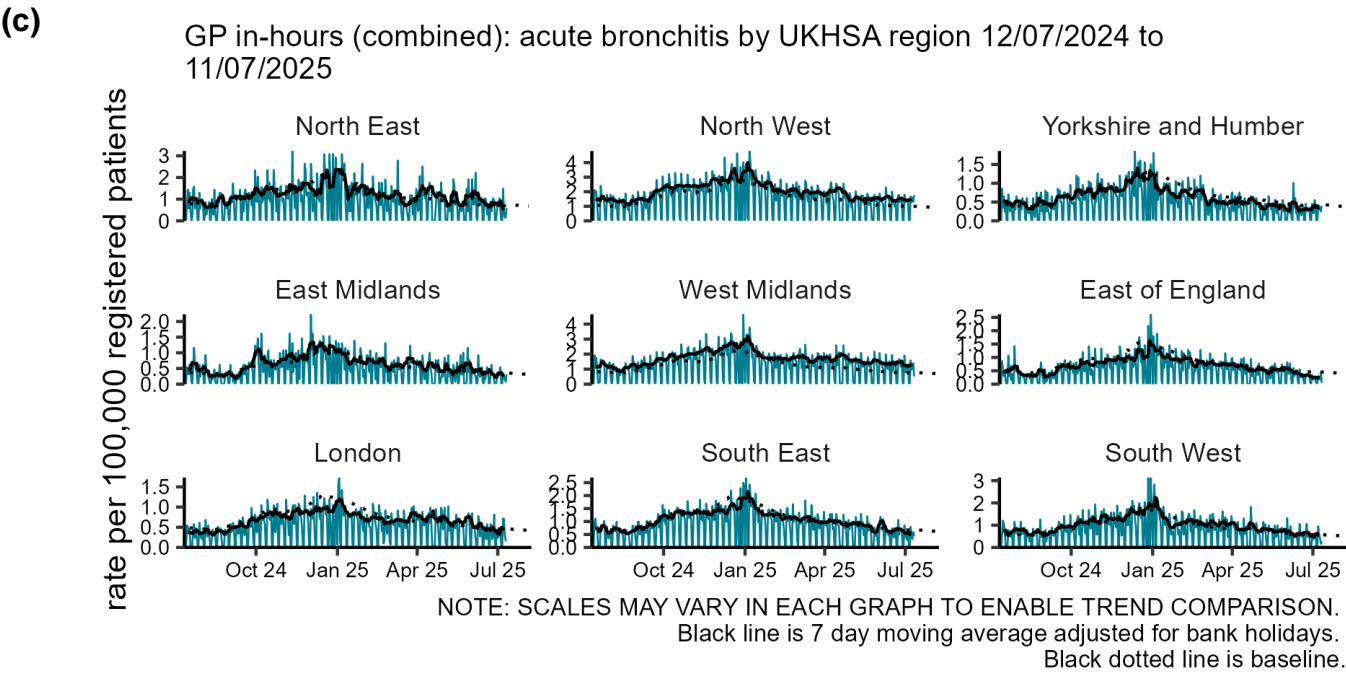 (c)
GP in-hours (combined): acute bronchitis by UKHSA region 12/07/2024 to
11/07/2025
rate per 100,000 registered patients
North East
3
2
1
0
North West
4
3
2
1
0
Yorkshire and Humber
1.5
1.0
0.5
0.0
East Midlands
2.0
1.5
1.0
0.5
0.0
West Midlands
4
3
2
1
0
East of England
2.5
2.0
1.5
1.0
0.5
0.0
London
1.5
1.0
0.5
0.0
South East
2.5
2.0
1.5
1.0
0.5
0.0
South West
3
2
1
0
Oct 24 Jan 25 Apr 25 Jul 25
Oct 24 Jan 25 Apr 25 Jul 25
Oct 24 Jan 25 Apr 25 Jul 25
NOTE: SCALES MAY VARY IN EACH GRAPH TO ENABLE TREND COMPARISON.
Black line is 7 day moving average adjusted for bank holidays.
Black dotted line is baseline.